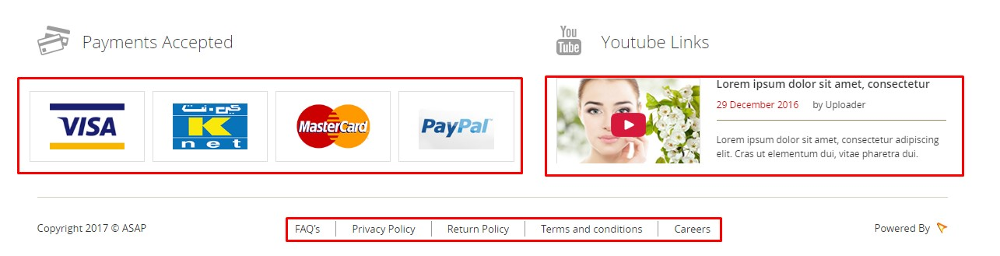 Payments Accepted
You
Tube
Youtube Links
VISA
كي.نت
K
net
MasterCard
PayPal
Lorem ipsum dolor sit amet, consectetur
29 December 2016 by Uploader
Lorem ipsum dolor sit amet, consectetur adipiscing
elit. Cras ut elementum dui, vitae pharetra dui.
Copyright 2017 © ASAP
FAQ's
Privacy Policy
Return Policy
Terms and conditions
Careers
Powered By